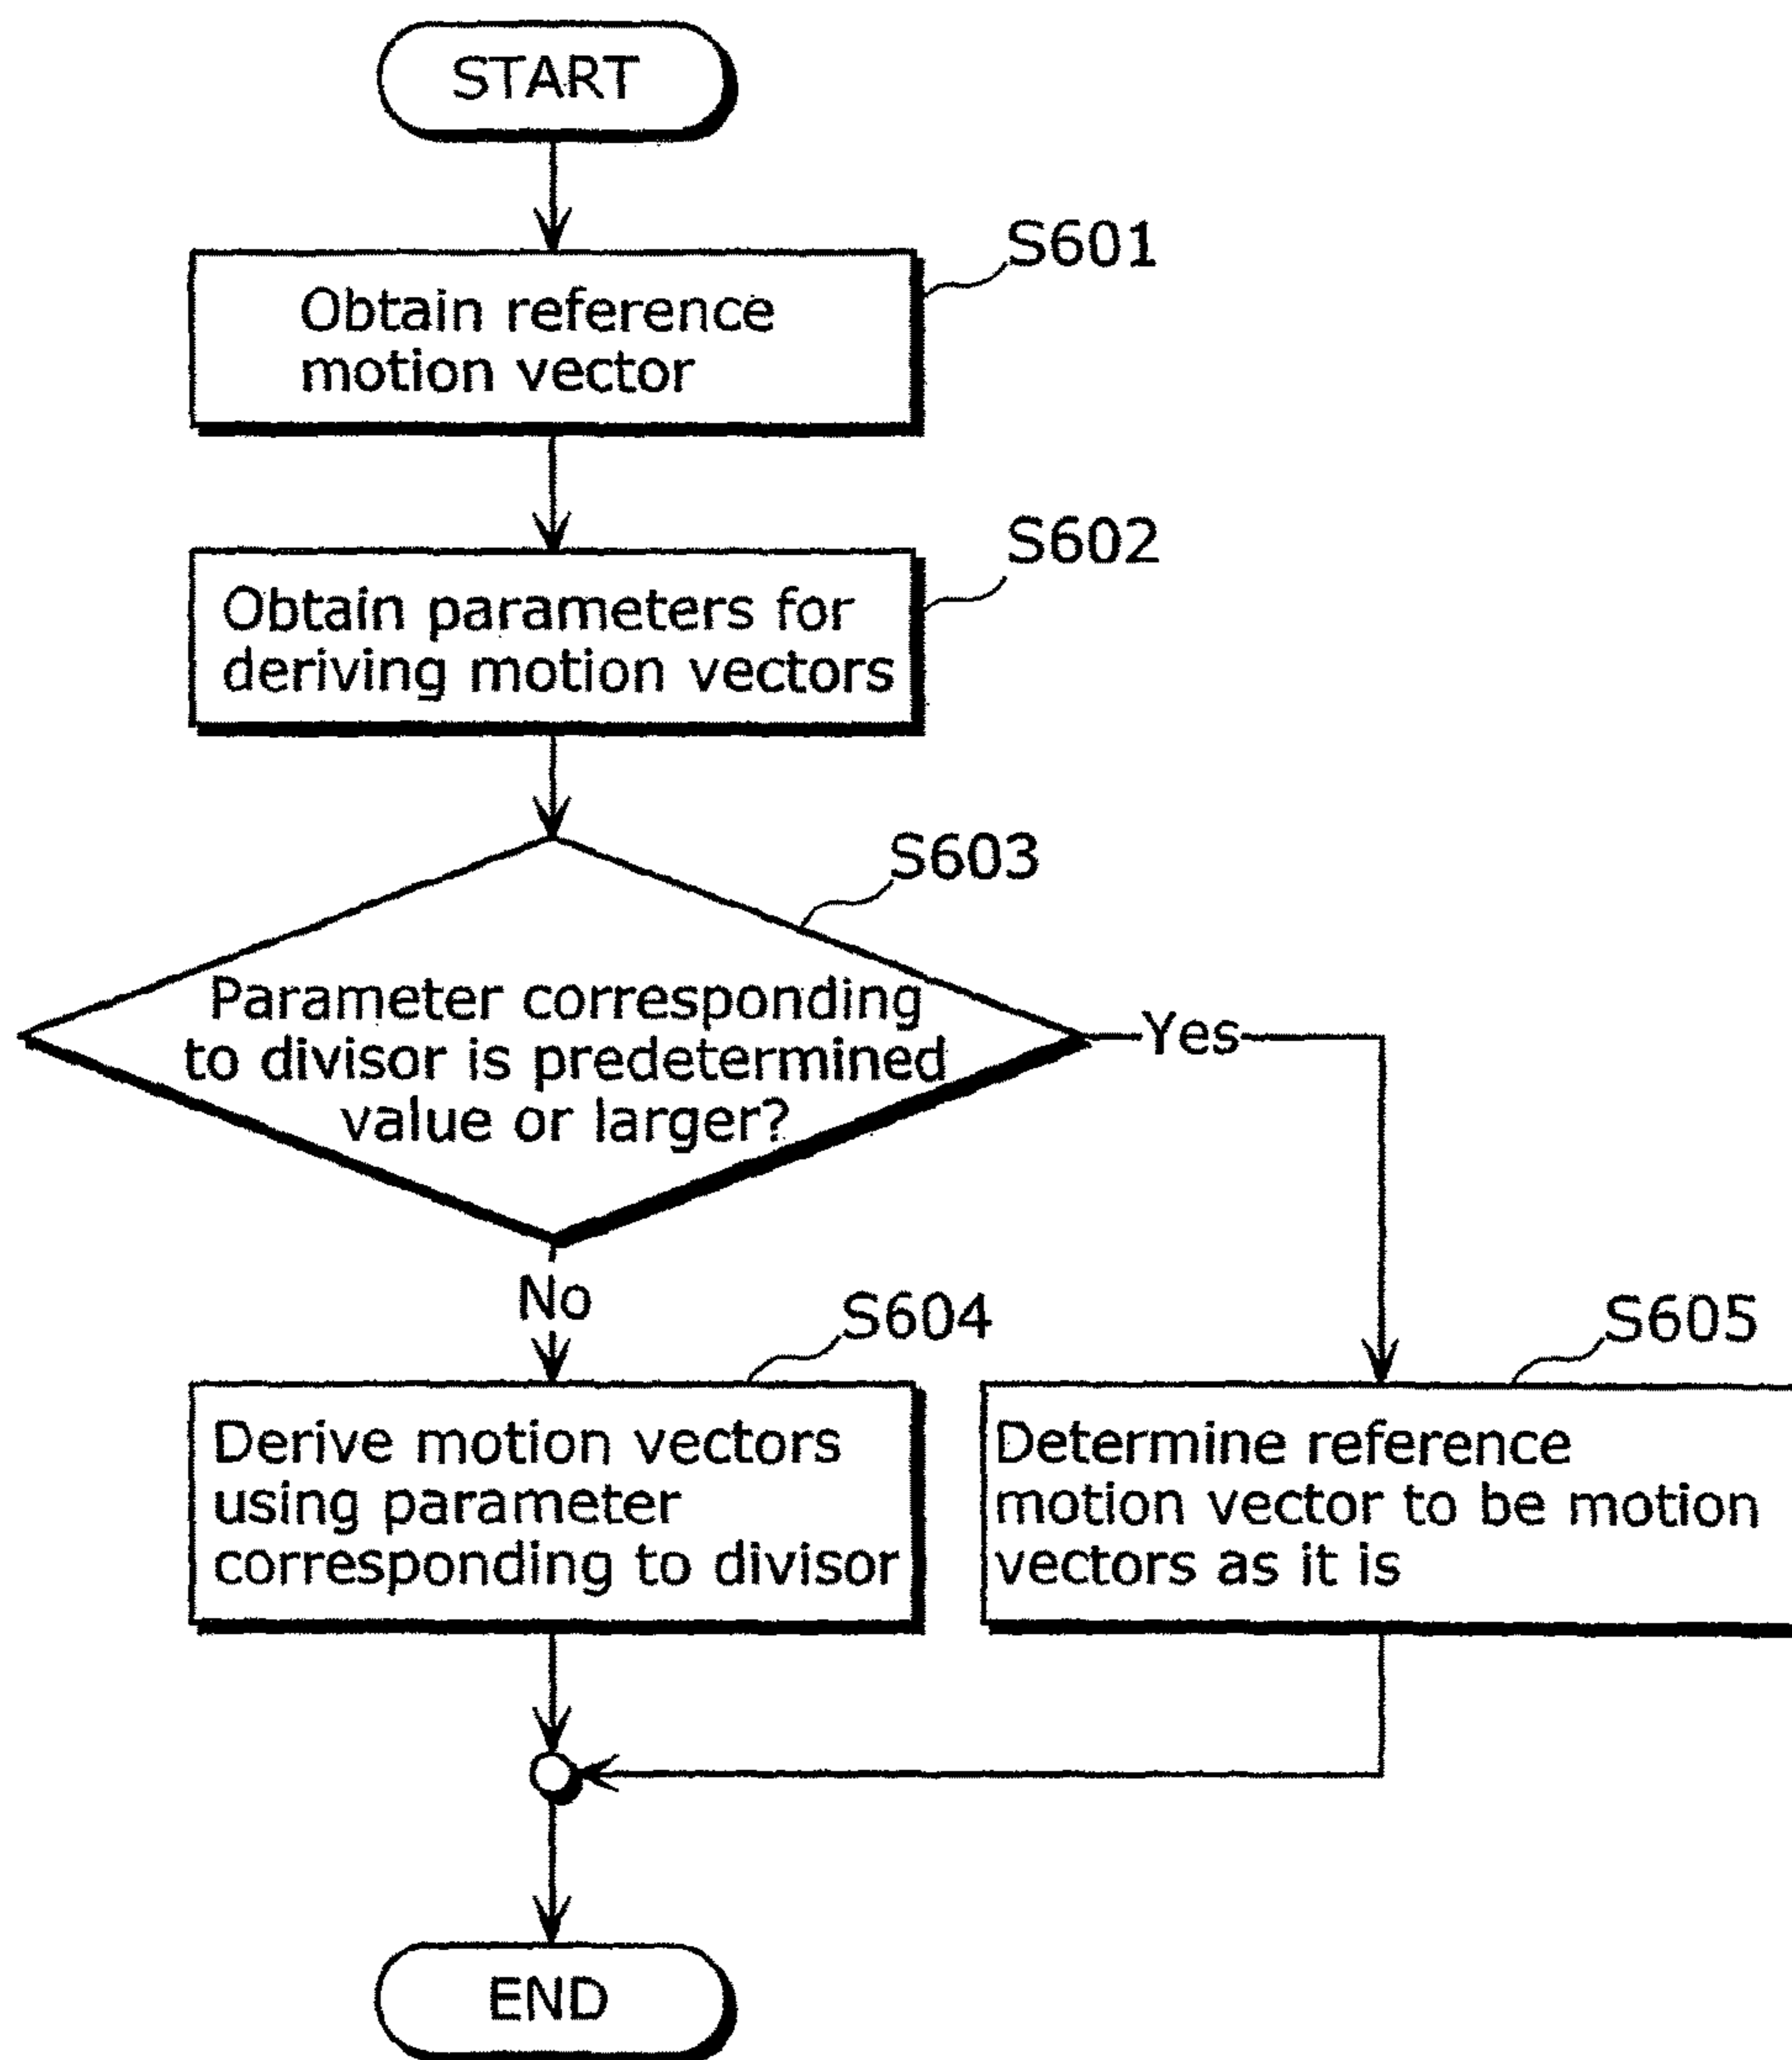 START
S601
Obtain reference
motion vector
S602
Obtain parameters for
deriving motion vectors
S603
Parameter corresponding
to divisor is predetermined
value or larger?
Yes
No
S604
Derive motion vectors
using parameter
corresponding to divisor
S605
Determine reference
motion vector to be motion
vectors as it is
END